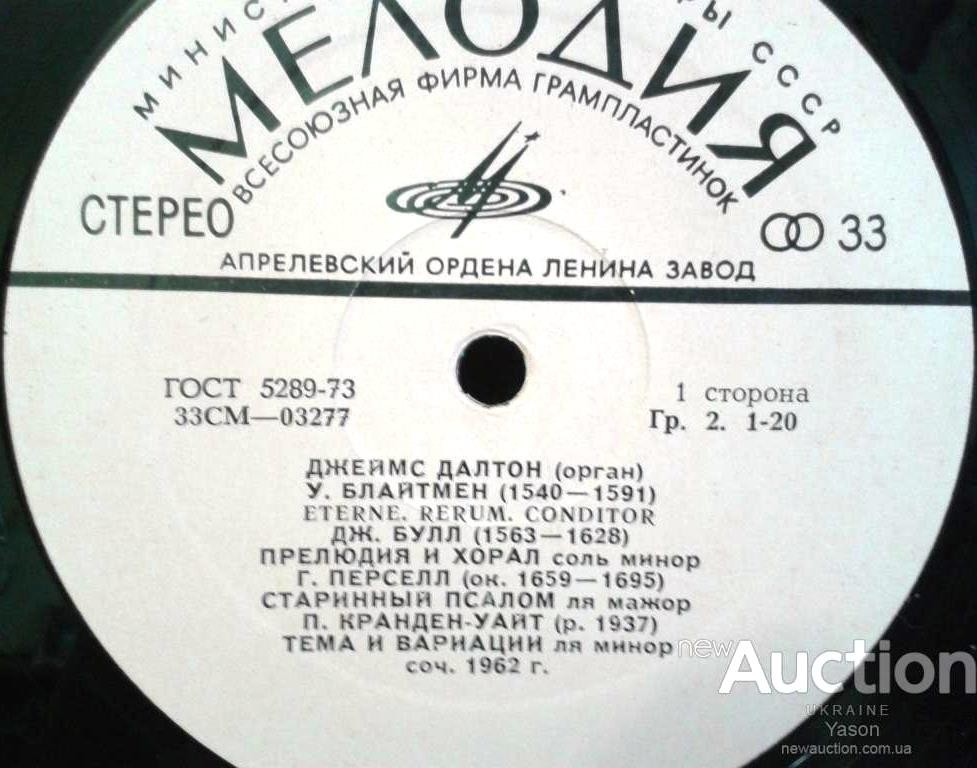 СССР
МЕЛОДИЯ
ВСЕСОЮЗНАЯ ФИРМА ГРАМПЛАСТИНОК
СТЕРЕО
33
АПРЕЛЕВСКИЙ ОРДЕНА ЛЕНИНА ЗАВОД
ГОСТ 5289-73
33СМ—03277
1 сторона
Гр. 2. 1-20
ДЖЕЙМС ДАЛТОН (орган)
У. БЛАЙТМЕН (1540—1591)
ETERNE. RERUM. CONDITOR
ДЖ. БУЛЛ (1563—1628)
ПРЕЛЮДИЯ И ХОРАЛ соль минор
Г. ПЕРСЕЛЛ (ок. 1659—1695)
СТАРИННЫЙ ПСАЛОМ ля мажор
П. КРАНДЕН-УАЙТ (р. 1937)
ТЕМА И ВАРИАЦИИ ля минор
соч. 1962 г.
newAuction
UKRAINE
Yason
newauction.com.ua